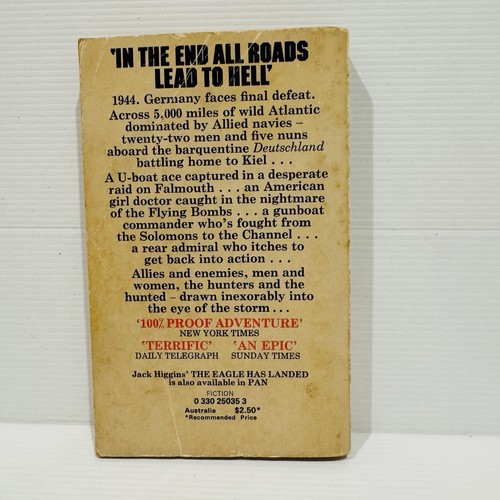 'IN THE END ALL ROADS
LEAD TO HELL'
1944. Germany faces final defeat.
Across 5,000 miles of wild Atlantic
dominated by Allied navies –
twenty-two men and five nuns
aboard the barquentine Deutschland
battling home to Kiel . . .
A U-boat ace captured in a desperate
raid on Falmouth . . . an American
girl doctor caught in the nightmare
of the Flying Bombs . . . a gunboat
commander who's fought from
the Solomons to the Channel . . .
a rear admiral who itches to
get back into action . . .
Allies and enemies, men and
women, the hunters and the
hunted – drawn inexorably into
the eye of the storm . . .
'100% PROOF ADVENTURE'
NEW YORK TIMES
'TERRIFIC' 'AN EPIC'
DAILY TELEGRAPH SUNDAY TIMES
Jack Higgins' THE EAGLE HAS LANDED
is also available in PAN
FICTION
0 330 25035 3
Australia $2.50*
*Recommended Price